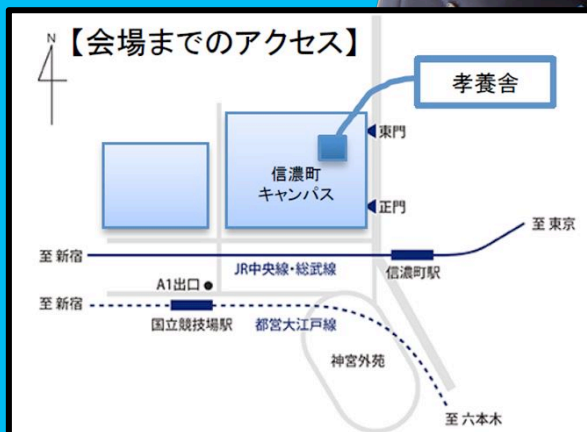 N
【会場までのアクセス】
孝養舎
東門
信濃町
キャンパス
正門
至 東京
至 新宿
JR中央線・総武線
信濃町駅
A1出口
至 新宿
国立競技場駅
都営大江戸線
神宮外苑
至 六本木